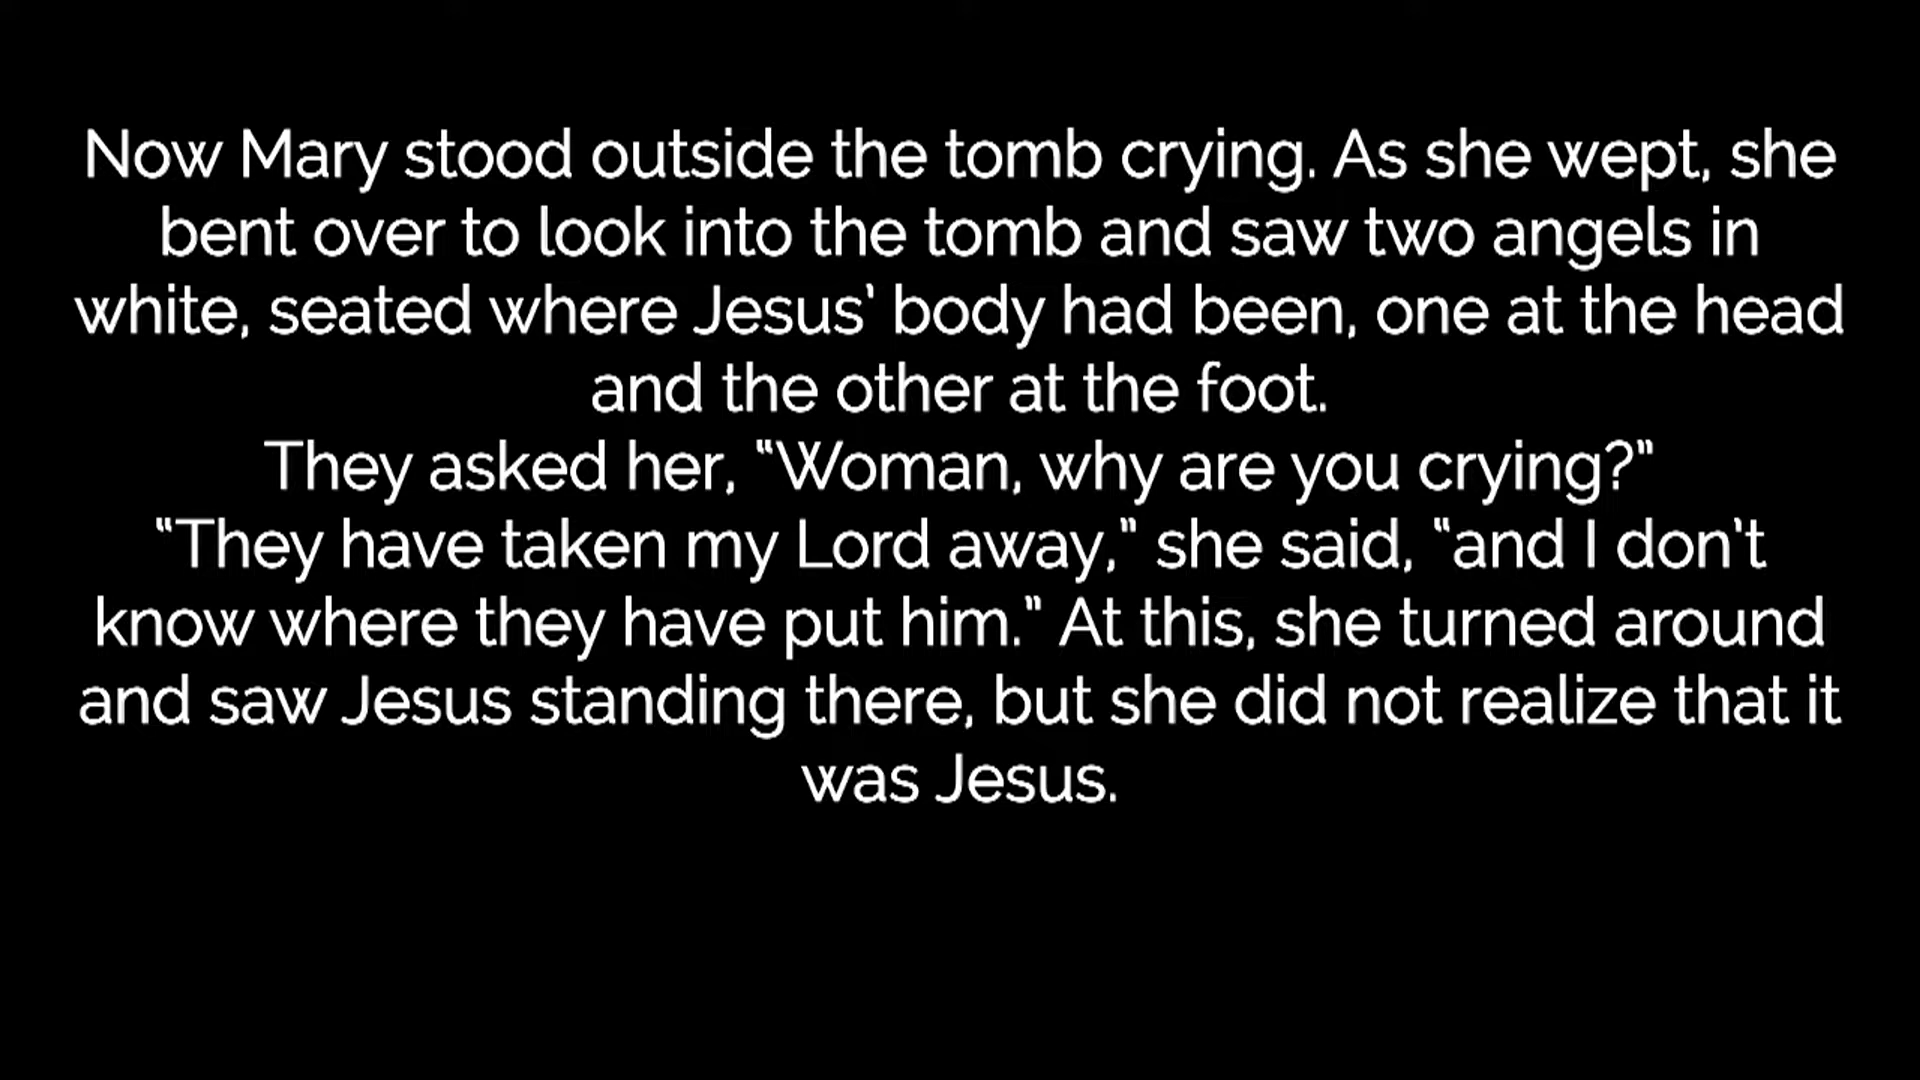 Now Mary stood outside the tomb crying. As she wept, she
bent over to look into the tomb and saw two angels in
white, seated where Jesus’ body had been, one at the head
and the other at the foot.
They asked her, “Woman, why are you crying?”
“They have taken my Lord away,” she said, “and I don’t
know where they have put him.” At this, she turned around
and saw Jesus standing there, but she did not realize that it
was Jesus.